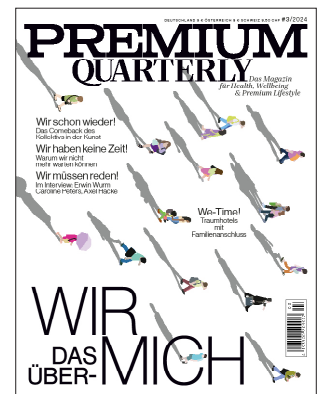 DEUTSCHLAND 9 € ÖSTERREICH 9 € SCHWEIZ 9,50 CHF #3/2024
PREMIUM
QUARTERLY
Das Magazin
für Health, Wellbeing
& Premium Lifestyle
Wir schon wieder!
Das Comeback des
Kollektivs in der Kunst
Wir haben keine Zeit!
Warum wir nicht
mehr warten können
Wir müssen reden!
Im Interview: Erwin Wurm
Caroline Peters, Axel Hacke
We-Time!
Traumhotels
mit
Familienanschluss
WIR
DAS
ÜBER-MICH